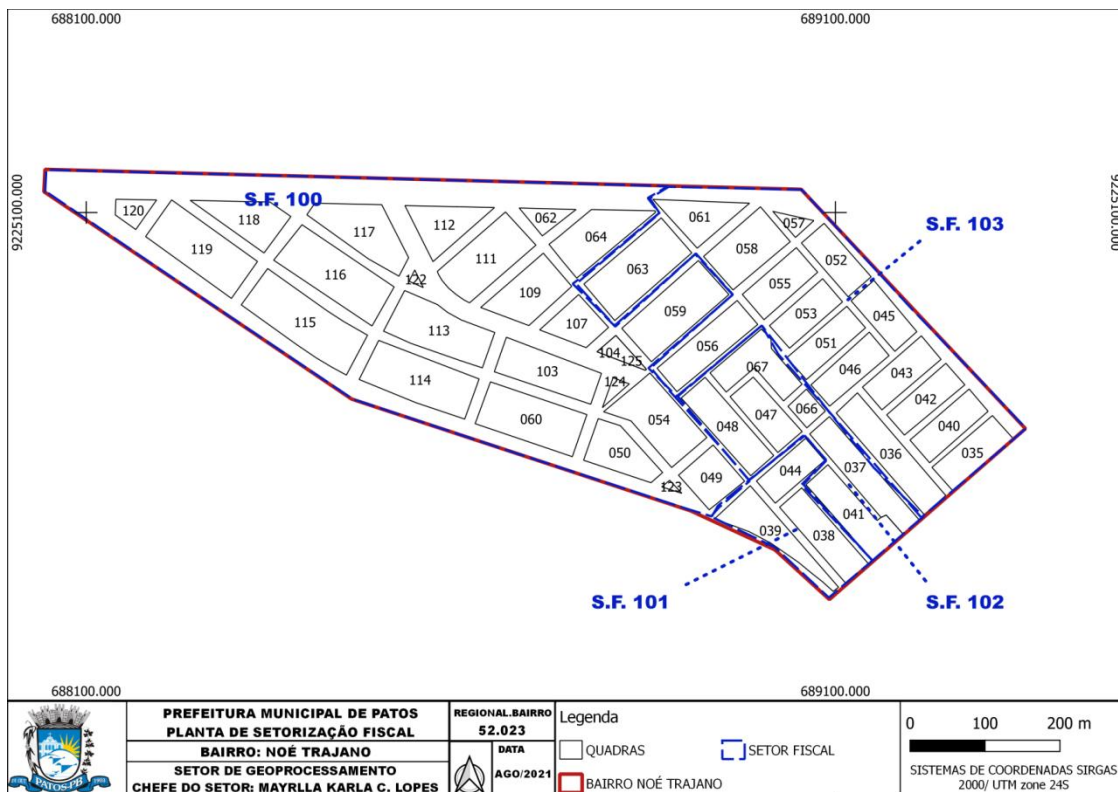 688100.000
689100.000
9225100.000
9225100.000
S.F. 100
S.F. 103
S.F. 101
S.F. 102
120
118
117
112
062
061
057
119
116
122
111
064
058
052
063
055
115
113
109
107
059
053
045
114
103
104
125
056
051
046
043
060
124
054
067
066
042
048
047
040
050
049
044
036
035
123
037
039
038
041
688100.000
689100.000
PREFEITURA MUNICIPAL DE PATOS
PLANTA DE SETORIZAÇÃO FISCAL
BAIRRO: NOÉ TRAJANO
SETOR DE GEOPROCESSAMENTO
CHEFE DO SETOR: MAYRLLA KARLA C. LOPES
REGIONAL.BAIRRO
52.023
DATA
AGO/2021
Legenda
QUADRAS
SETOR FISCAL
BAIRRO NOÉ TRAJANO
0 100 200 m
SISTEMAS DE COORDENADAS SIRGAS
2000/ UTM zone 24S
PATOS-PB